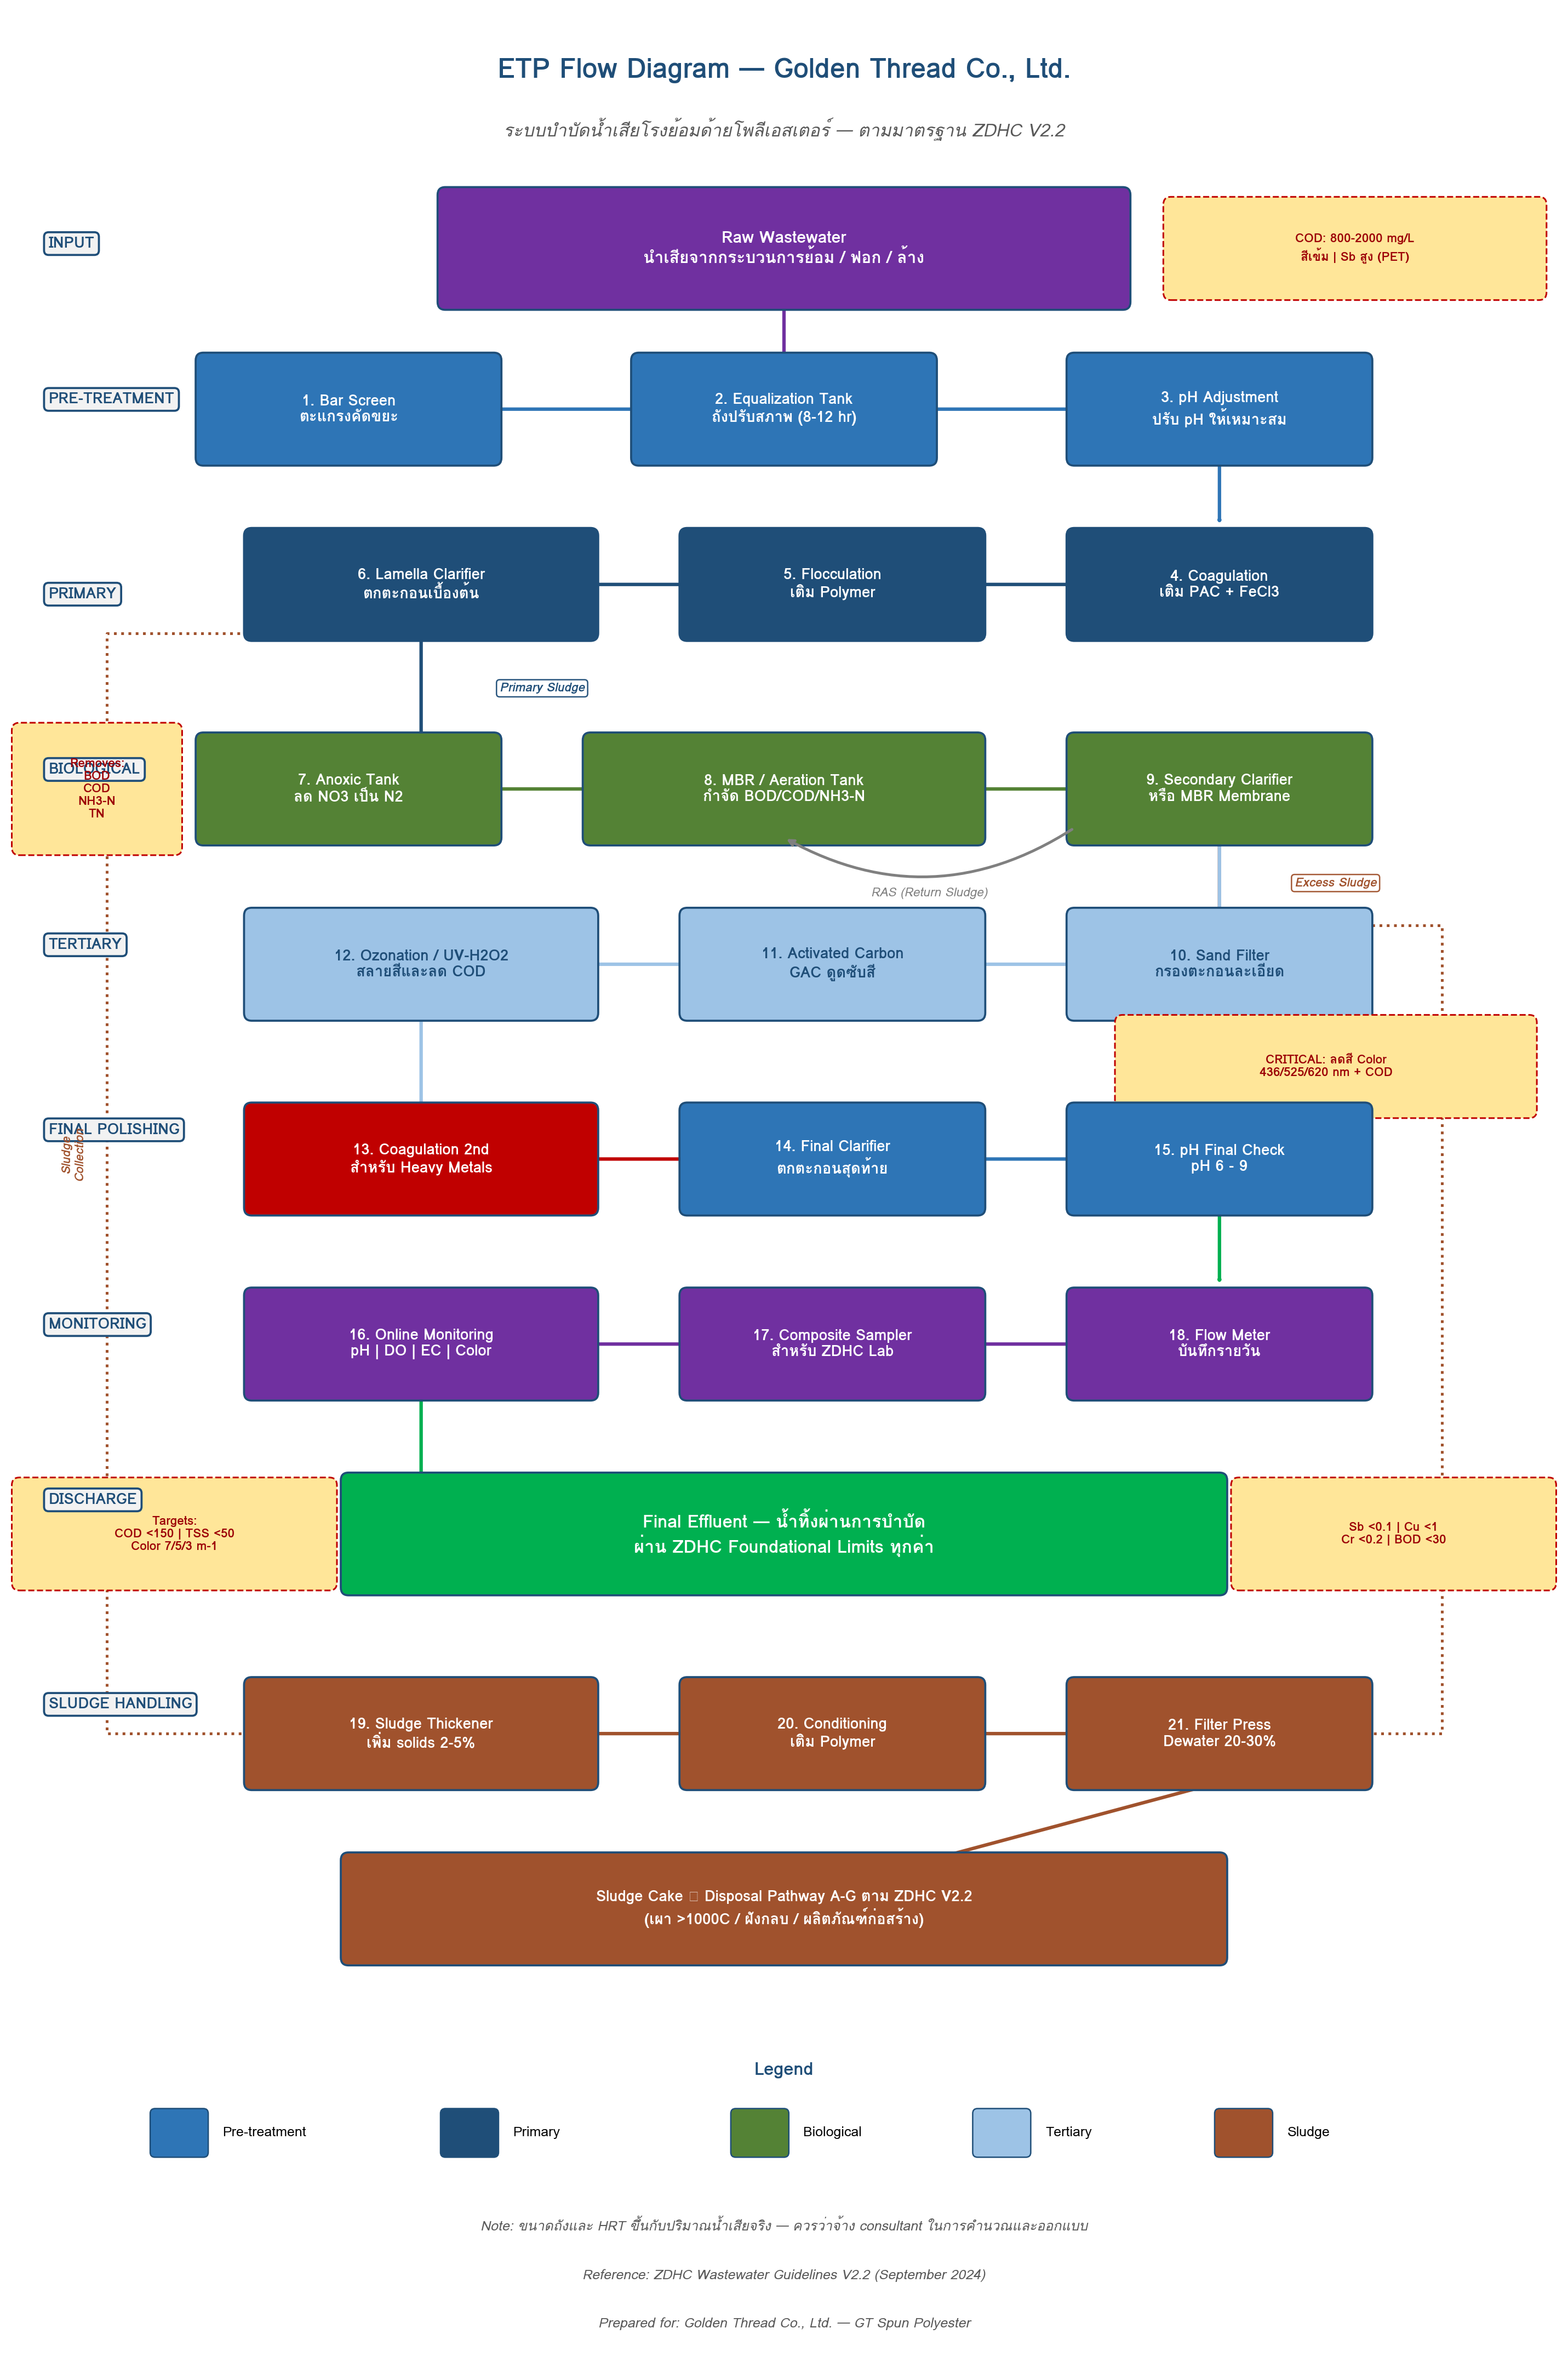 ETP Flow Diagram — Golden Thread Co., Ltd.
ระบบบำบัดน้ำเสียโรงย้อมด้ายโพลีเอสเตอร์ — ตามมาตรฐาน ZDHC V2.2
INPUT
Raw Wastewater
น้ำเสียจากกระบวนการย้อม / ฟอก / ล้าง
COD: 800-2000 mg/L
สีเข้ม | Sb สูง (PET)
PRE-TREATMENT
1. Bar Screen
ตะแกรงคัดขยะ
2. Equalization Tank
ถังปรับสภาพ (8-12 hr)
3. pH Adjustment
ปรับ pH ให้เหมาะสม
PRIMARY
6. Lamella Clarifier
ตกตะกอนเบื้องต้น
5. Flocculation
เติม Polymer
4. Coagulation
เติม PAC + FeCl3
Primary Sludge
BIOLOGICAL
Removes:
BOD
COD
NH3-N
TN
7. Anoxic Tank
ลด NO3 เป็น N2
8. MBR / Aeration Tank
กำจัด BOD/COD/NH3-N
9. Secondary Clarifier
หรือ MBR Membrane
RAS (Return Sludge)
Excess Sludge
TERTIARY
12. Ozonation / UV-H2O2
สลายสีและลด COD
11. Activated Carbon
GAC ดูดซับสี
10. Sand Filter
กรองตะกอนละเอียด
CRITICAL: ลดสี Color
436/525/620 nm + COD
FINAL POLISHING
Sludge
Collection
13. Coagulation 2nd
สำหรับ Heavy Metals
14. Final Clarifier
ตกตะกอนสุดท้าย
15. pH Final Check
pH 6 - 9
MONITORING
16. Online Monitoring
pH | DO | EC | Color
17. Composite Sampler
สำหรับ ZDHC Lab
18. Flow Meter
บันทึกรายวัน
DISCHARGE
Targets:
COD <150 | TSS <50
Color 7/5/3 m-1
Final Effluent — น้ำทิ้งผ่านการบำบัด
ผ่าน ZDHC Foundational Limits ทุกค่า
Sb <0.1 | Cu <1
Cr <0.2 | BOD <30
SLUDGE HANDLING
19. Sludge Thickener
เพิ่ม solids 2-5%
20. Conditioning
เติม Polymer
21. Filter Press
Dewater 20-30%
Sludge Cake □ Disposal Pathway A-G ตาม ZDHC V2.2
(เผา >1000C / ฝังกลบ / ผลิตภัณฑ์ก่อสร้าง)
Legend
Pre-treatment
Primary
Biological
Tertiary
Sludge
Note: ขนาดถังและ HRT ขึ้นกับปริมาณน้ำเสียจริง — ควรว่าจ้าง consultant ในการคำนวณและออกแบบ
Reference: ZDHC Wastewater Guidelines V2.2 (September 2024)
Prepared for: Golden Thread Co., Ltd. — GT Spun Polyester